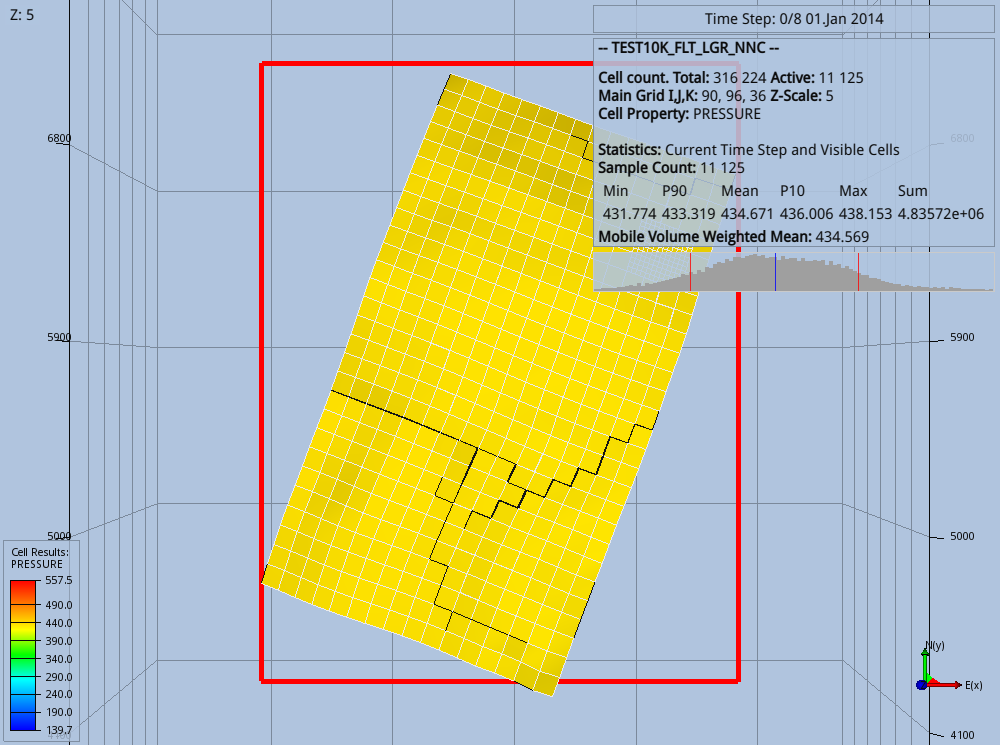 Z: 5
Time Step: 0/8 01.Jan 2014
-- TEST10K_FLT_LGR_NNC --
Cell count. Total: 316 224 Active: 11 125
Main Grid I,J,K: 90, 96, 36 Z-Scale: 5
Cell Property: PRESSURE
Statistics: Current Time Step and Visible Cells
Sample Count: 11 125
Min P90 Mean P10 Max Sum
431.774 433.319 434.671 436.006 438.153 4.83572e+06
Mobile Volume Weighted Mean: 434.569
6800 6800
5900 5900
5000 5000
Cell Results:
PRESSURE
557.5
490.0
440.0
390.0
340.0
290.0
240.0
190.0
139.7
N(y)
E(x)
4100 4100